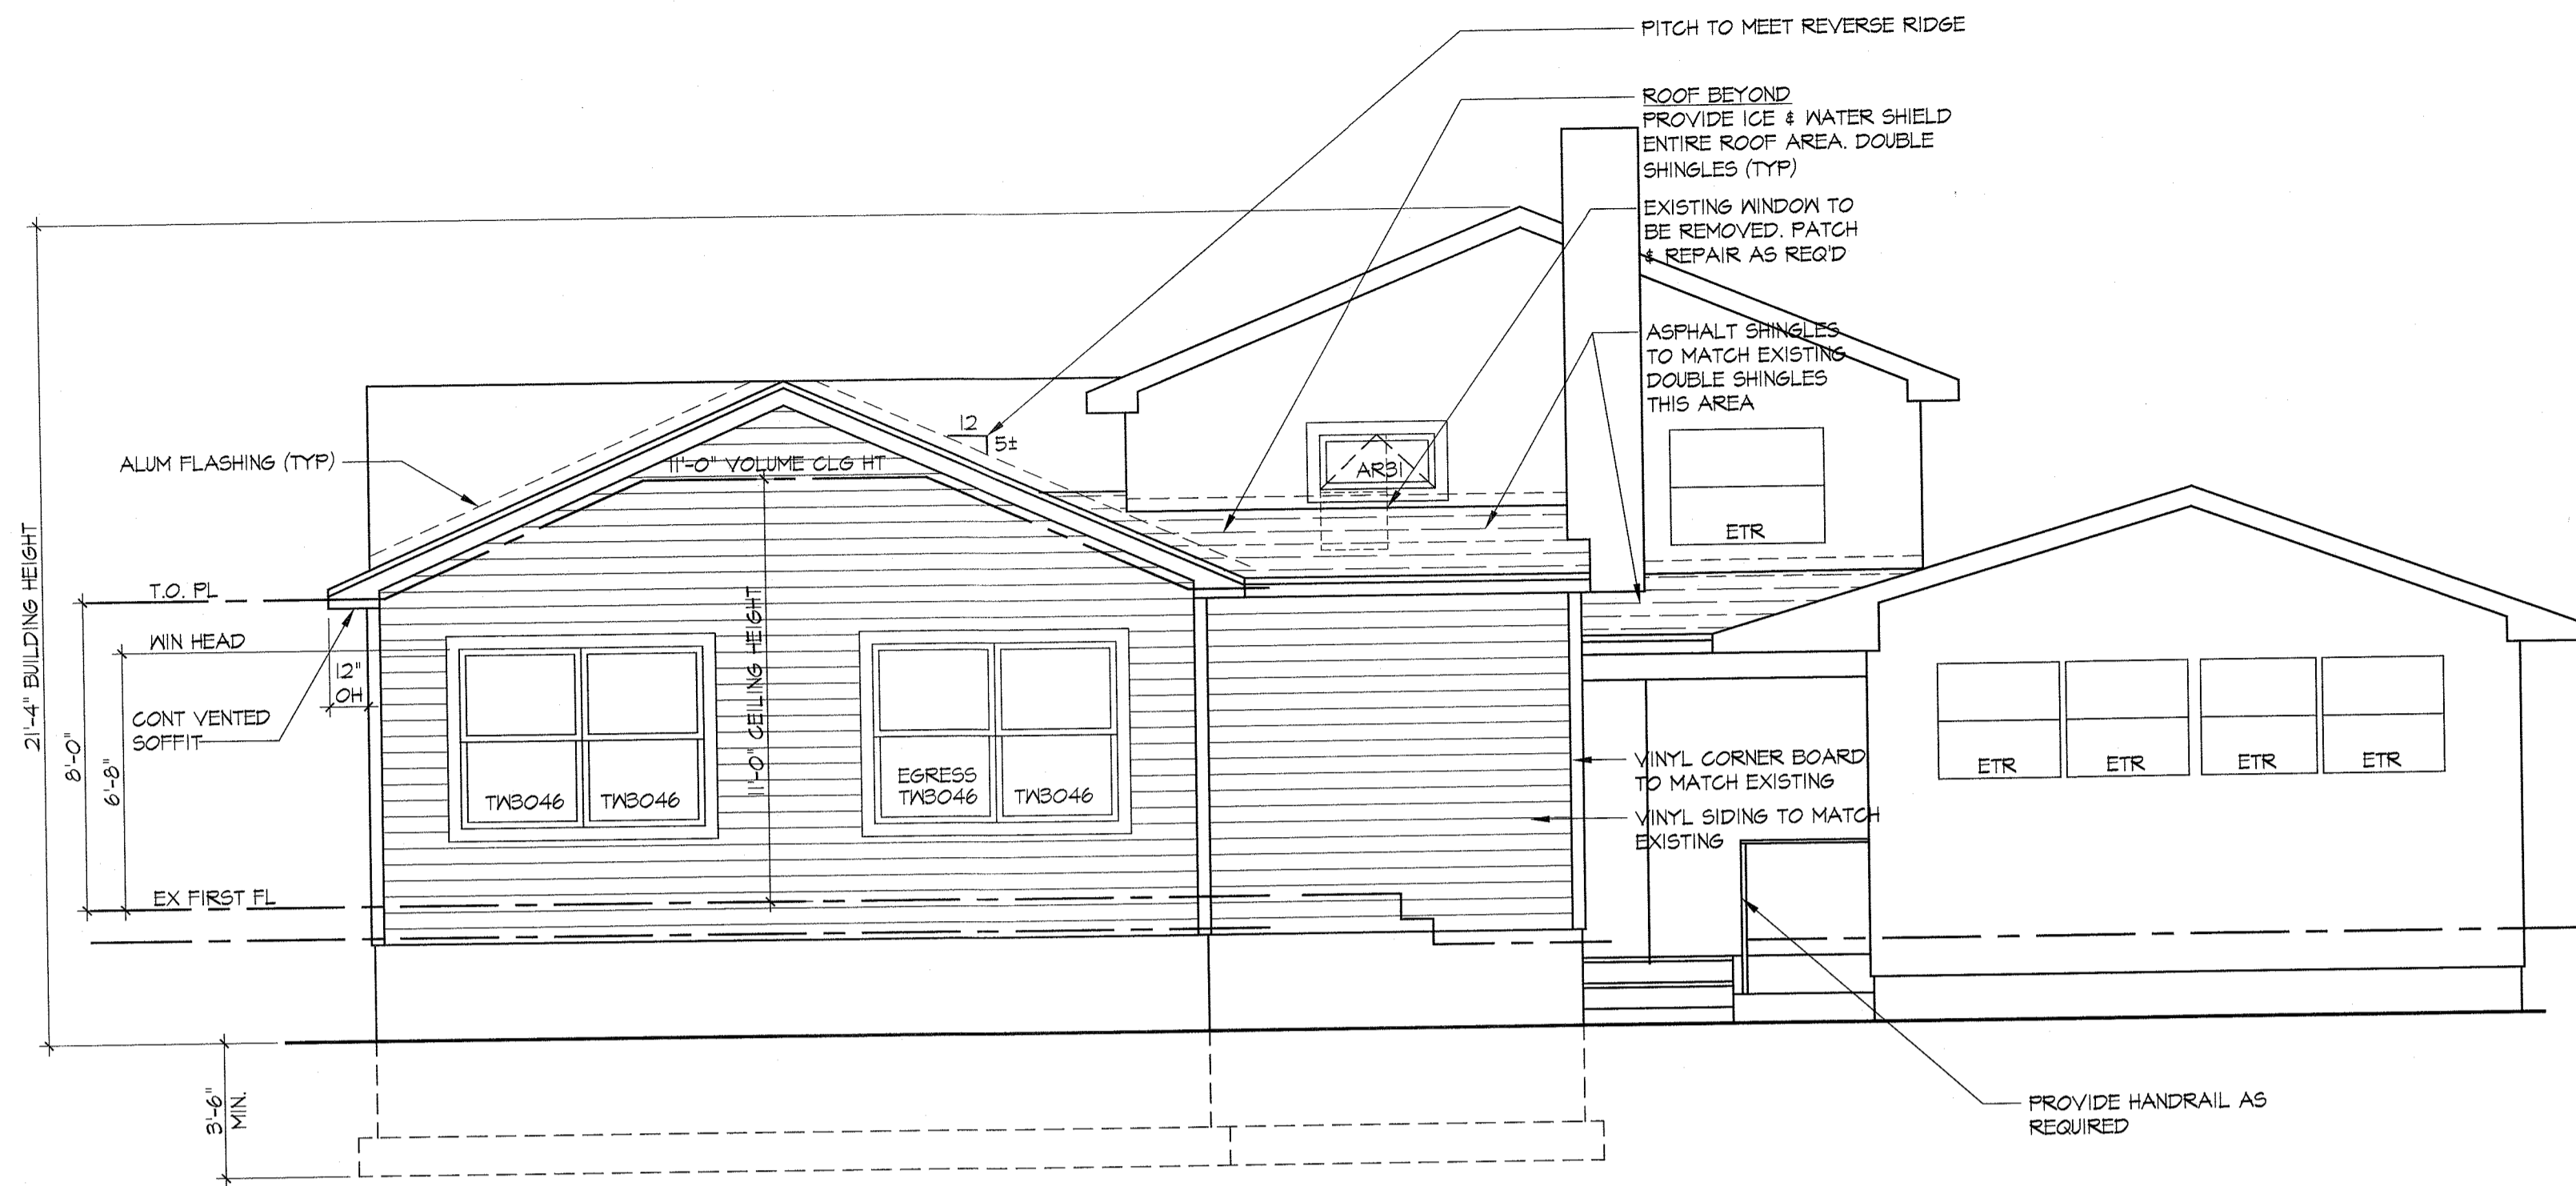 PITCH TO MEET REVERSE RIDGE
ROOF BEYOND
PROVIDE ICE & WATER SHIELD
ENTIRE ROOF AREA. DOUBLE
SHINGLES (TYP)
EXISTING WINDOW TO
BE REMOVED. PATCH
& REPAIR AS REQ'D
ASPHALT SHINGLES
TO MATCH EXISTING
DOUBLE SHINGLES
THIS AREA
12
5±
ALUM FLASHING (TYP)
11'-0" VOLUME CLG HT
AR31
ETR
21'-4" BUILDING HEIGHT
T.O. PL
WIN HEAD
12"
OH
CONT VENTED
SOFFIT
8'-0"
6'-8"
11'-0" CEILING HEIGHT
TW3046
TW3046
EGRESS
TW3046
TW3046
VINYL CORNER BOARD
TO MATCH EXISTING
VINYL SIDING TO MATCH
EXISTING
ETR
ETR
ETR
ETR
EX FIRST FL
3'-6"
MIN.
PROVIDE HANDRAIL AS
REQUIRED